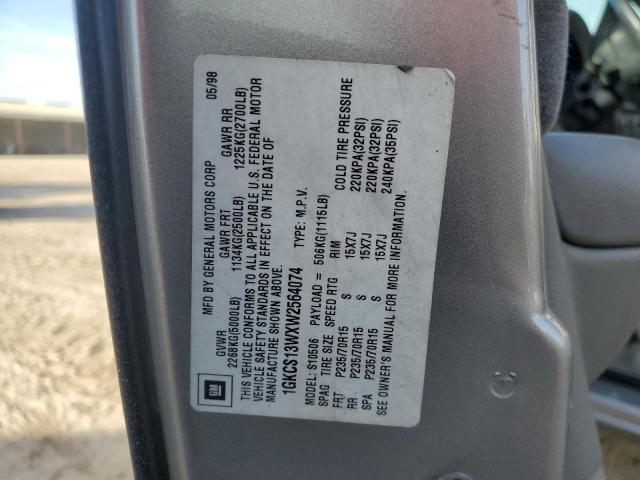 GM
MFD BY GENERAL MOTORS CORP 05/98
GVWR GAWR FRT GAWR RR
2268KG(5000LB) 1134KG(2500LB) 1225KG(2700LB)
THIS VEHICLE CONFORMS TO ALL APPLICABLE U.S. FEDERAL MOTOR
VEHICLE SAFETY STANDARDS IN EFFECT ON THE DATE OF
MANUFACTURE SHOWN ABOVE.
1GKCS13WXW2564074 TYPE: M.P.V.
MODEL: S10506 PAYLOAD = 506KG(1115LB)
SPAG TIRE SIZE SPEED RTG RIM COLD TIRE PRESSURE
FRT P235/70R15 S 15X7J 220KPA(32PSI)
RR P235/70R15 S 15X7J 220KPA(32PSI)
SPA P235/70R15 S 15X7J 240KPA(35PSI)
SEE OWNER'S MANUAL FOR MORE INFORMATION.